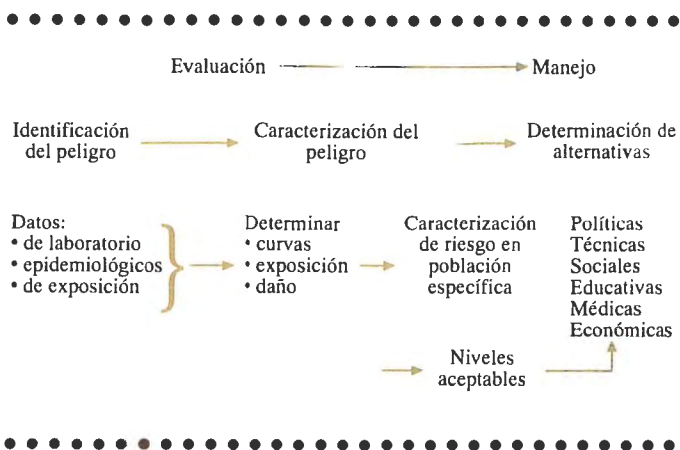 Evaluación Manejo
Identificación
del peligro
Caracterización del
peligro
Determinación de
alternativas
Datos:
• de laboratorio
• epidemiológicos
• de exposición
Determinar
• curvas
• exposición
• daño
Caracterización
de riesgo en
población
específica
Políticas
Técnicas
Sociales
Educativas
Médicas
Económicas
Niveles
aceptables